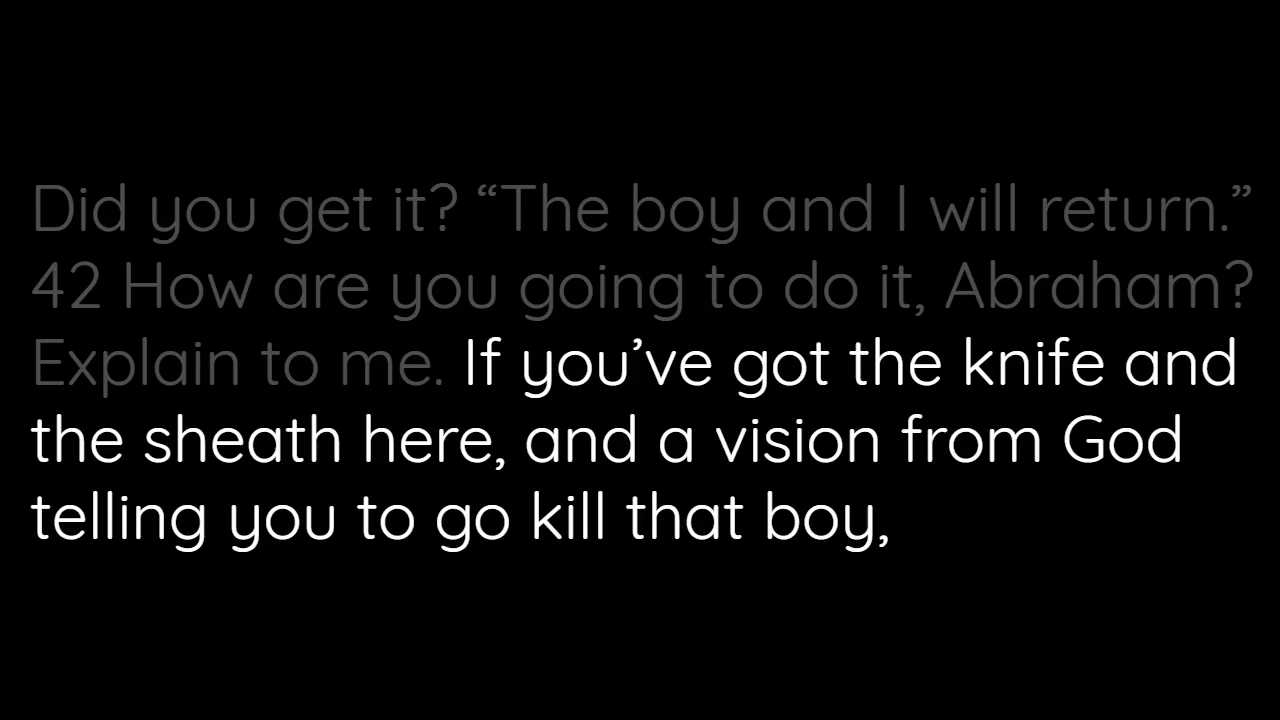 Did you get it? “The boy and I will return.”
42 How are you going to do it, Abraham?
Explain to me. If you’ve got the knife and
the sheath here, and a vision from God
telling you to go kill that boy,